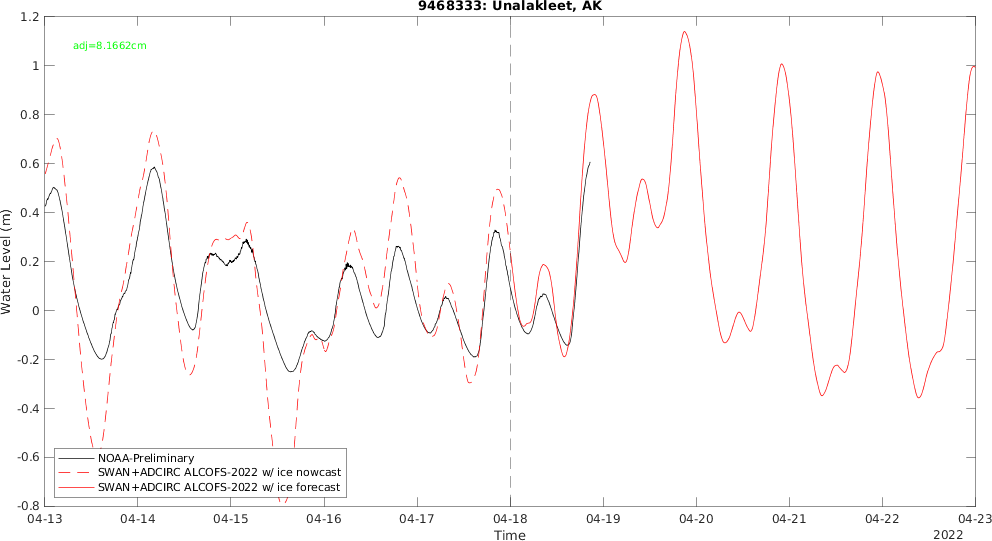 9468333: Unalakleet, AK
adj=8.1662cm
Water Level (m)
1.2
1
0.8
0.6
0.4
0.2
0
-0.2
-0.4
-0.6
-0.8
NOAA-Preliminary
SWAN+ADCIRC ALCOFS-2022 w/ ice nowcast
SWAN+ADCIRC ALCOFS-2022 w/ ice forecast
04-13 04-14 04-15 04-16 04-17 04-18 04-19 04-20 04-21 04-22 04-23
Time
2022